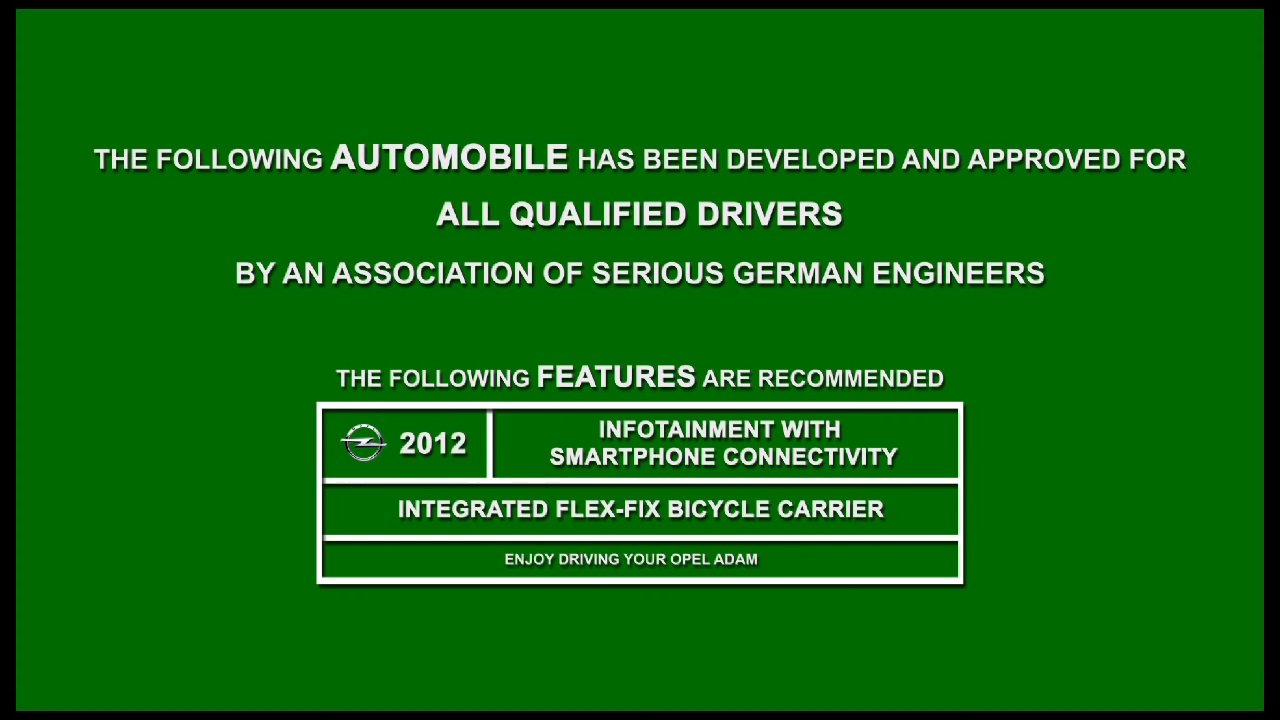 THE FOLLOWING AUTOMOBILE HAS BEEN DEVELOPED AND APPROVED FOR
ALL QUALIFIED DRIVERS
BY AN ASSOCIATION OF SERIOUS GERMAN ENGINEERS
THE FOLLOWING FEATURES ARE RECOMMENDED
2012
INFOTAINMENT WITH
SMARTPHONE CONNECTIVITY
INTEGRATED FLEX-FIX BICYCLE CARRIER
ENJOY DRIVING YOUR OPEL ADAM